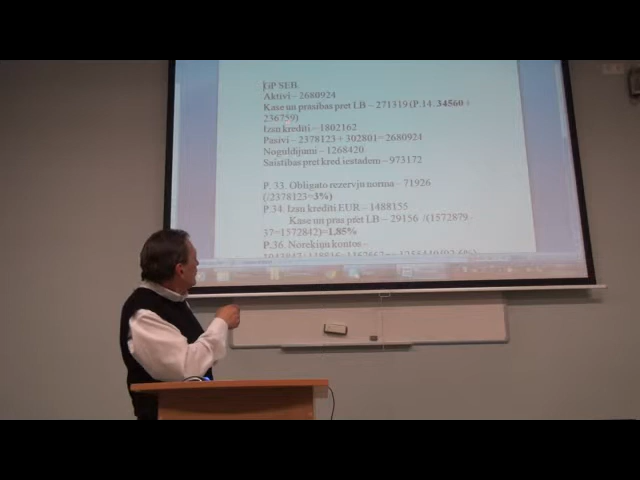 GP SEB.
Aktīvi – 2680924
Kase un prasības pret LB – 271319 (P.14. 34560 +
236759)
Izsn kredīti – 1802162
Pasīvi – 2378123 + 302801= 2680924
Noguldījumi – 1268420
Saistības pret kred iestādēm – 973172
P. 33. Obligāto rezervju norma – 71926
(/2378123=3%)
P.34. Izsn kredīti EUR – 1488155
Kase un pras pret LB – 29156 /(1572879 -
37=1572842)=1,85%
P.36. Norēķinu kontos –